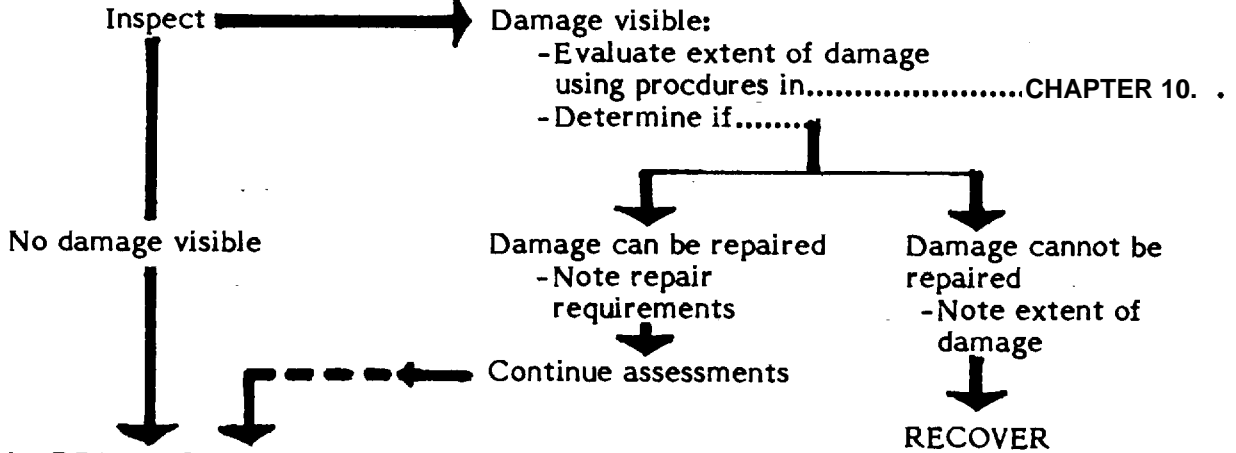 Inspect
Damage visible:
-Evaluate extent of damage
using procdures in.......................CHAPTER 10. .
-Determine if........
No damage visible
Damage can be repaired
-Note repair
requirements
Damage cannot be
repaired
-Note extent of
damage
Continue assessments
RECOVER